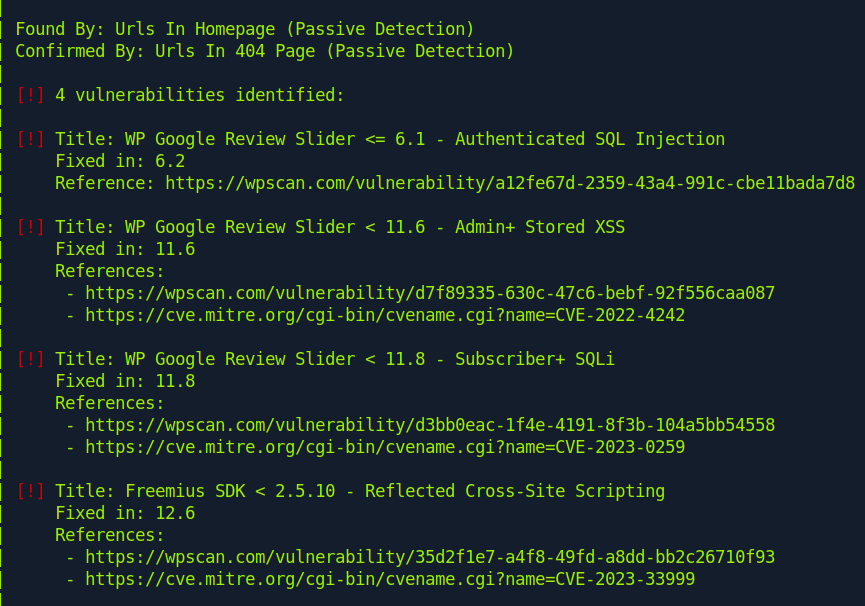 Found By: Urls In Homepage (Passive Detection)
Confirmed By: Urls In 404 Page (Passive Detection)
[!] 4 vulnerabilities identified:
[!] Title: WP Google Review Slider <= 6.1 - Authenticated SQL Injection
Fixed in: 6.2
Reference: https://wpscan.com/vulnerability/a12fe67d-2359-43a4-991c-cbe11bada7d8
[!] Title: WP Google Review Slider < 11.6 - Admin+ Stored XSS
Fixed in: 11.6
References:
- https://wpscan.com/vulnerability/d7f89335-630c-47c6-bebf-92f556caa087
- https://cve.mitre.org/cgi-bin/cvename.cgi?name=CVE-2022-4242
[!] Title: WP Google Review Slider < 11.8 - Subscriber+ SQLi
Fixed in: 11.8
References:
- https://wpscan.com/vulnerability/d3bb0eac-1f4e-4191-8f3b-104a5bb54558
- https://cve.mitre.org/cgi-bin/cvename.cgi?name=CVE-2023-0259
[!] Title: Freemius SDK < 2.5.10 - Reflected Cross-Site Scripting
Fixed in: 12.6
References:
- https://wpscan.com/vulnerability/35d2f1e7-a4f8-49fd-a8dd-bb2c26710f93
- https://cve.mitre.org/cgi-bin/cvename.cgi?name=CVE-2023-33999